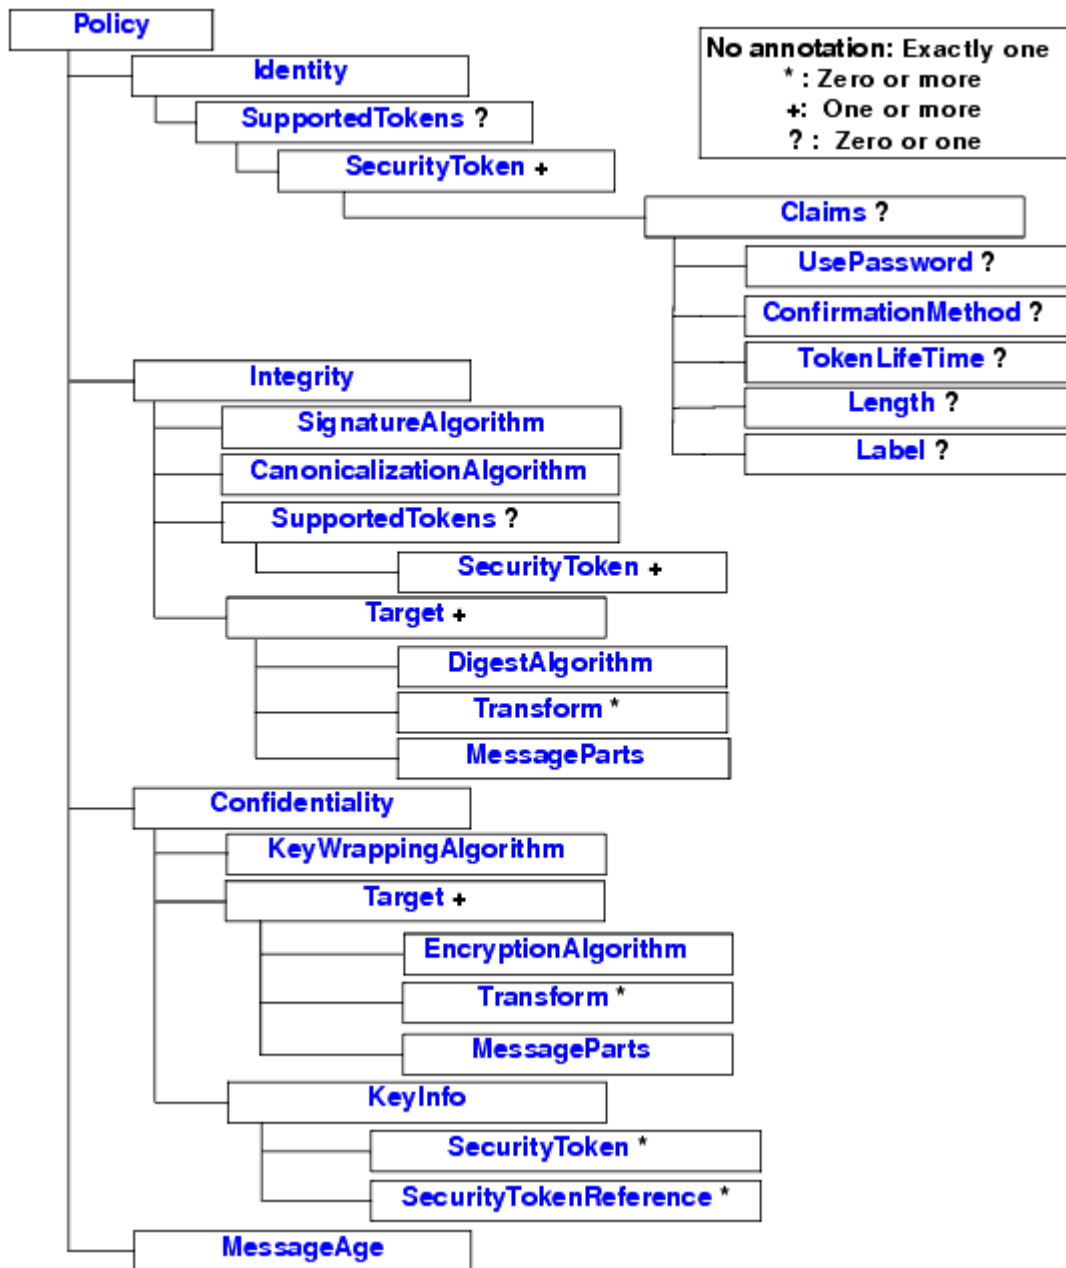 Policy
No annotation: Exactly one
* : Zero or more
+: One or more
? : Zero or one
Identity
SupportedTokens ?
SecurityToken +
Claims ?
UsePassword ?
ConfirmationMethod ?
TokenLifeTime ?
Length ?
Label ?
Integrity
SignatureAlgorithm
CanonicalizationAlgorithm
SupportedTokens ?
SecurityToken +
Target +
DigestAlgorithm
Transform *
MessageParts
Confidentiality
KeyWrappingAlgorithm
Target +
EncryptionAlgorithm
Transform *
MessageParts
KeyInfo
SecurityToken *
SecurityTokenReference *
MessageAge